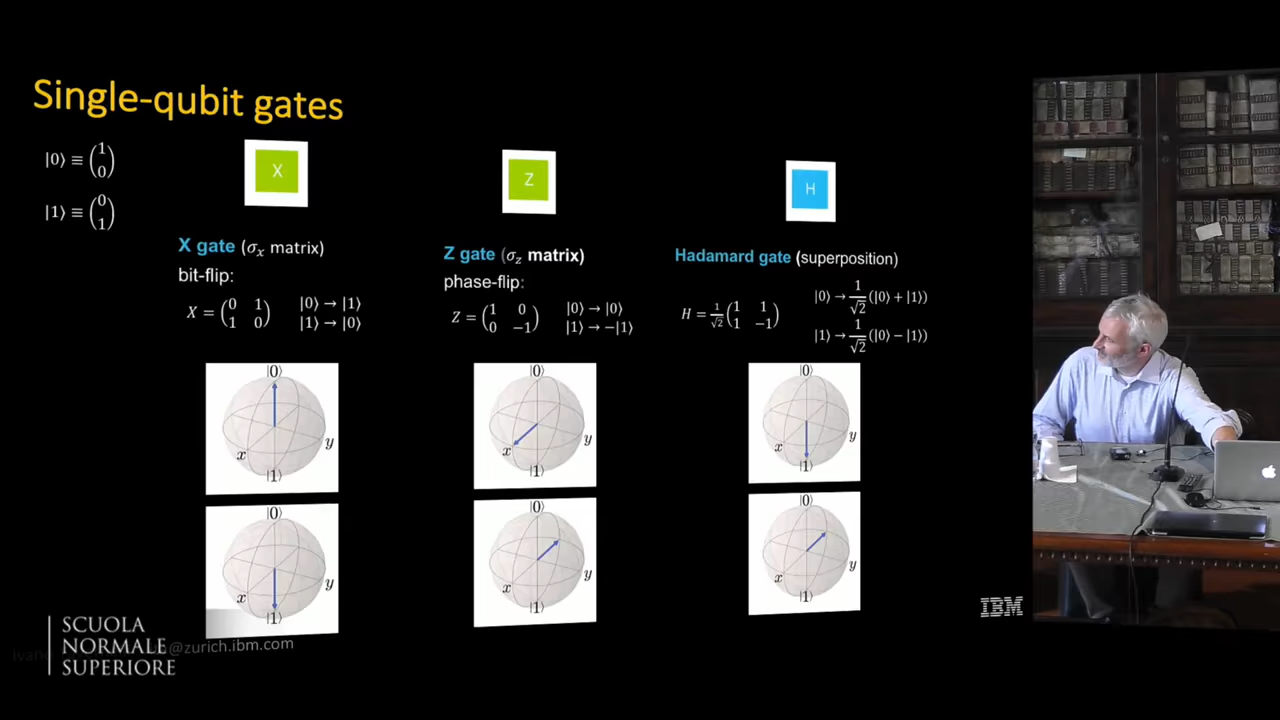 Single-qubit gates
|0⟩ ≡ (1 0)
|1⟩ ≡ (0 1)
X
X gate (σₓ matrix)
bit-flip:
X = (0 1 1 0)
|0⟩ → |1⟩
|1⟩ → |0⟩
|0⟩
x
y
|1⟩
|0⟩
x
y
|1⟩
Z
Z gate (σ_z matrix)
phase-flip:
Z = (1 0 0 −1)
|0⟩ → |0⟩
|1⟩ → −|1⟩
|0⟩
x
y
|1⟩
|0⟩
x
y
|1⟩
H
Hadamard gate (superposition)
H = 1/√2 (1 1 1 −1)
|0⟩ → 1/√2 (|0⟩ + |1⟩)
|1⟩ → 1/√2 (|0⟩ − |1⟩)
|0⟩
x
y
|1⟩
|0⟩
x
y
|1⟩
IBM
SCUOLA
NORMALE
SUPERIORE
@zurich.ibm.com